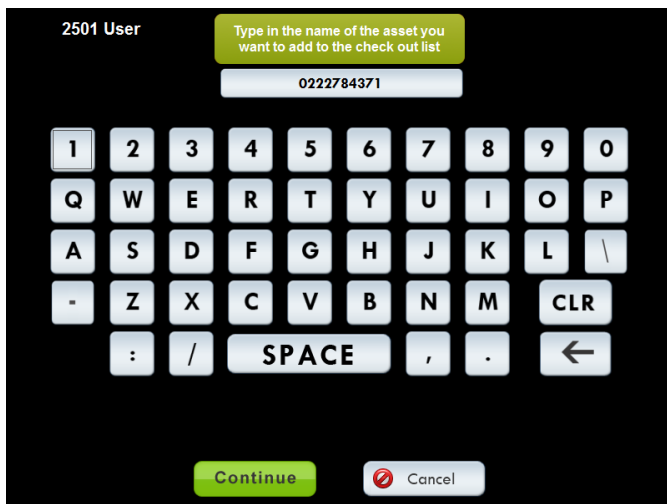 2501 User
Type in the name of the asset you
want to add to the check out list
0222784371
1 2 3 4 5 6 7 8 9 0
Q W E R T Y U I O P
A S D F G H J K L \
- Z X C V B N M CLR
: / SPACE , . ←
Continue Cancel